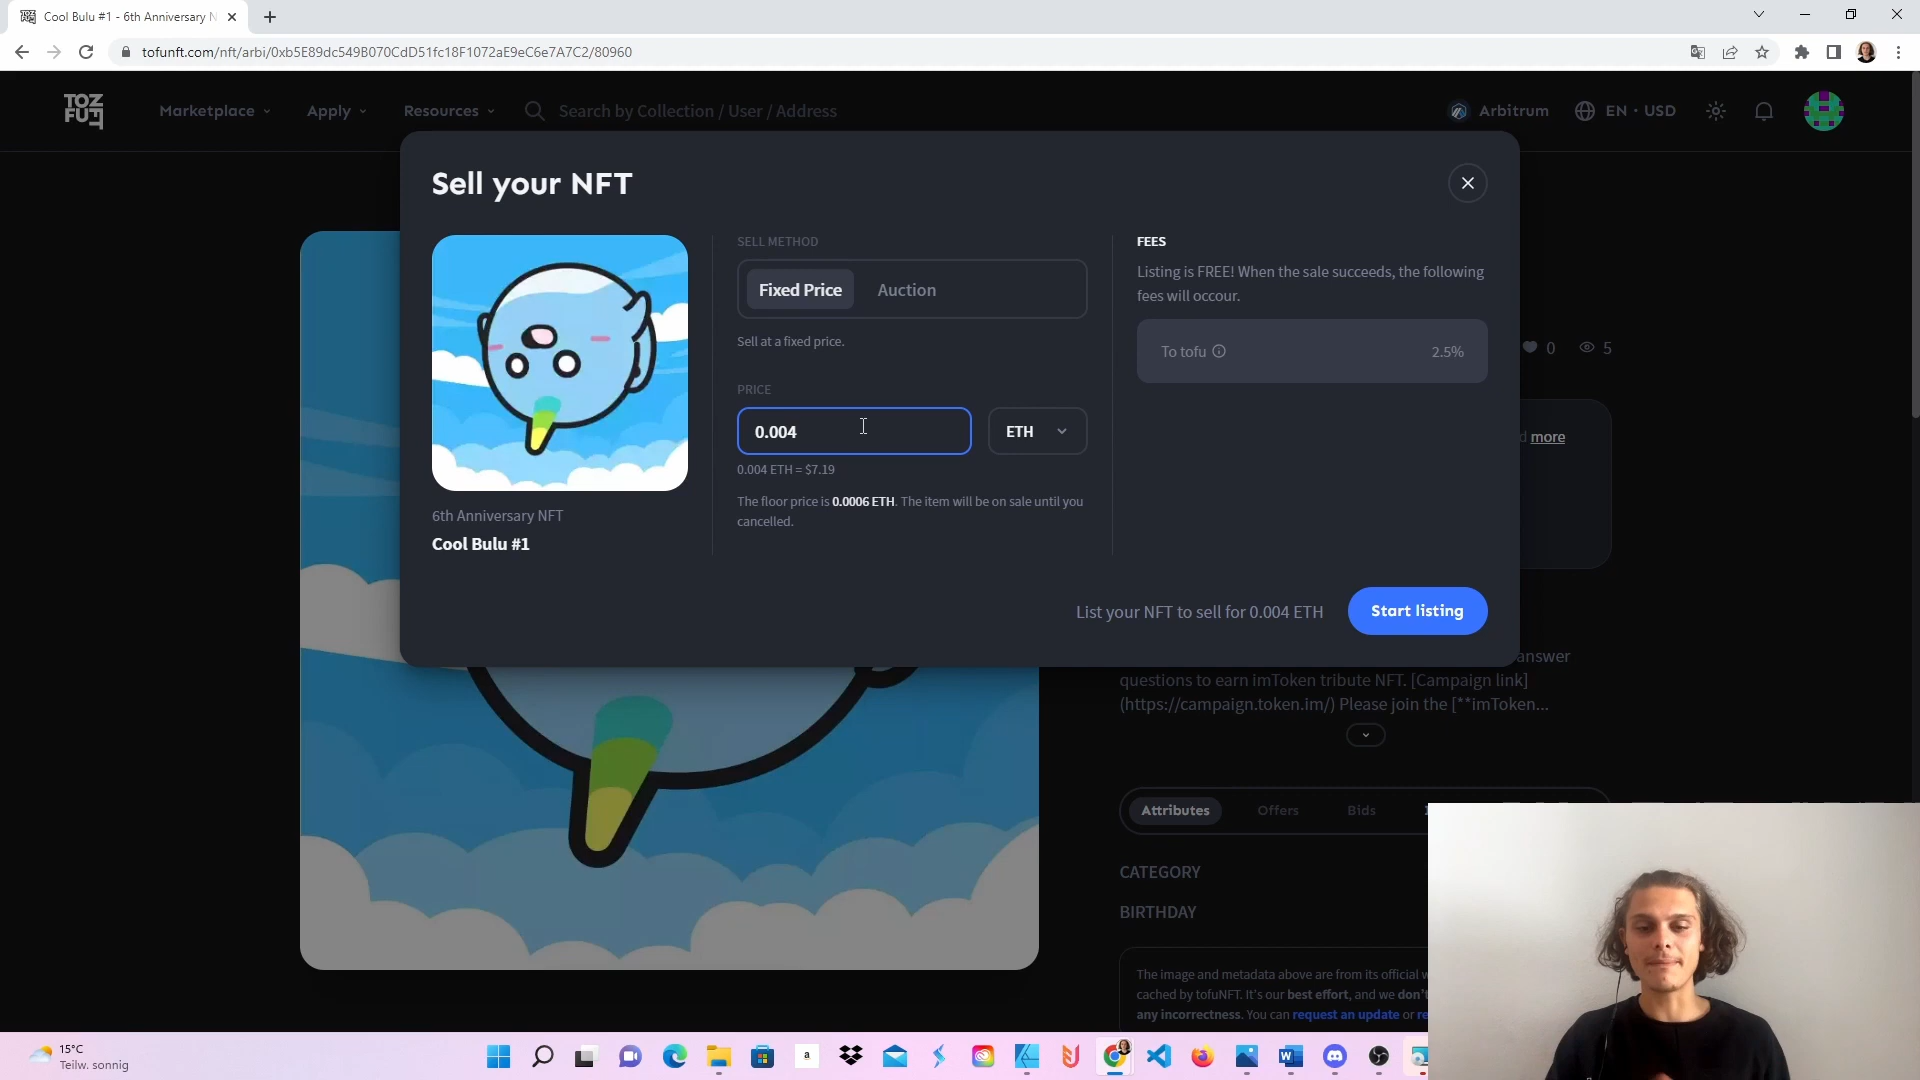 Cool Bulu #1 - 6th Anniversary N
tofunft.com/nft/arbi/0xb5E89dc549B070CdD51fc18F1072aE9eC6e7A7C2/80960
TOZ
FU
Marketplace
Apply
Resources
Search by Collection / User / Address
Arbitrum
EN · USD
Sell your NFT
SELL METHOD
Fixed Price
Auction
Sell at a fixed price.
PRICE
0.004
ETH
0.004 ETH = $7.19
The floor price is 0.0006 ETH. The item will be on sale until you
cancelled.
6th Anniversary NFT
Cool Bulu #1
FEES
Listing is FREE! When the sale succeeds, the following
fees will occour.
To tofu
2.5%
List your NFT to sell for 0.004 ETH
Start listing
0
5
d more
answer
questions to earn imToken tribute NFT. [Campaign link]
(https://campaign.token.im/) Please join the [**imToken...
Attributes
Offers
Bids
CATEGORY
BIRTHDAY
The image and metadata above are from its official w
cached by tofuNFT. It's our best effort, and we don't
any incorrectness. You can request an update or re
15°C
Teilw. sonnig
a